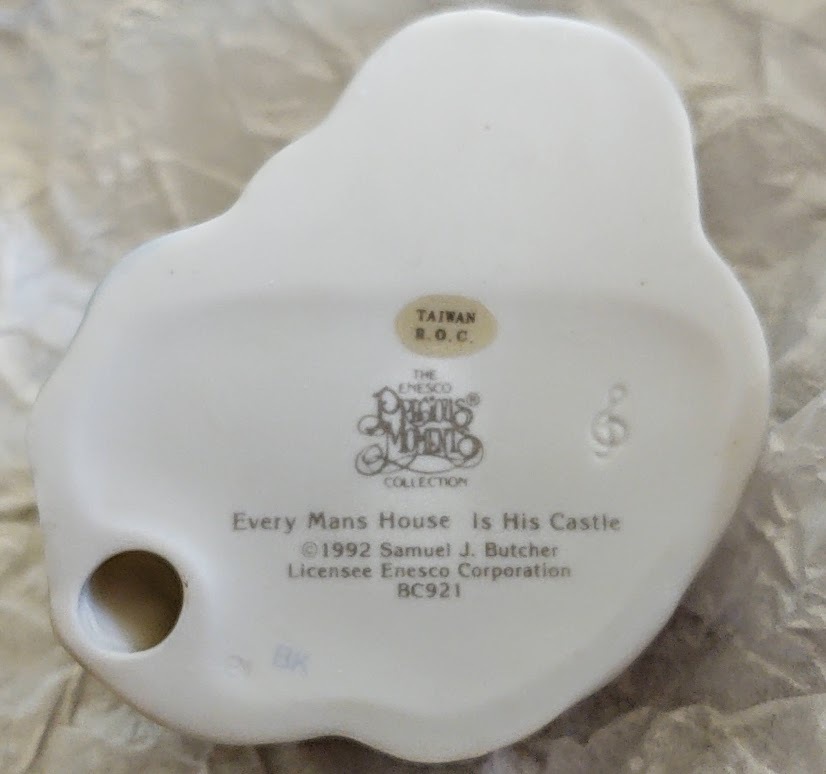 TAIWAN
R.O.C.
THE
ENESCO
PRECIOUS®
MOMENTS
COLLECTION
Every Mans House Is His Castle
©1992 Samuel J. Butcher
Licensee Enesco Corporation
BC921
BK